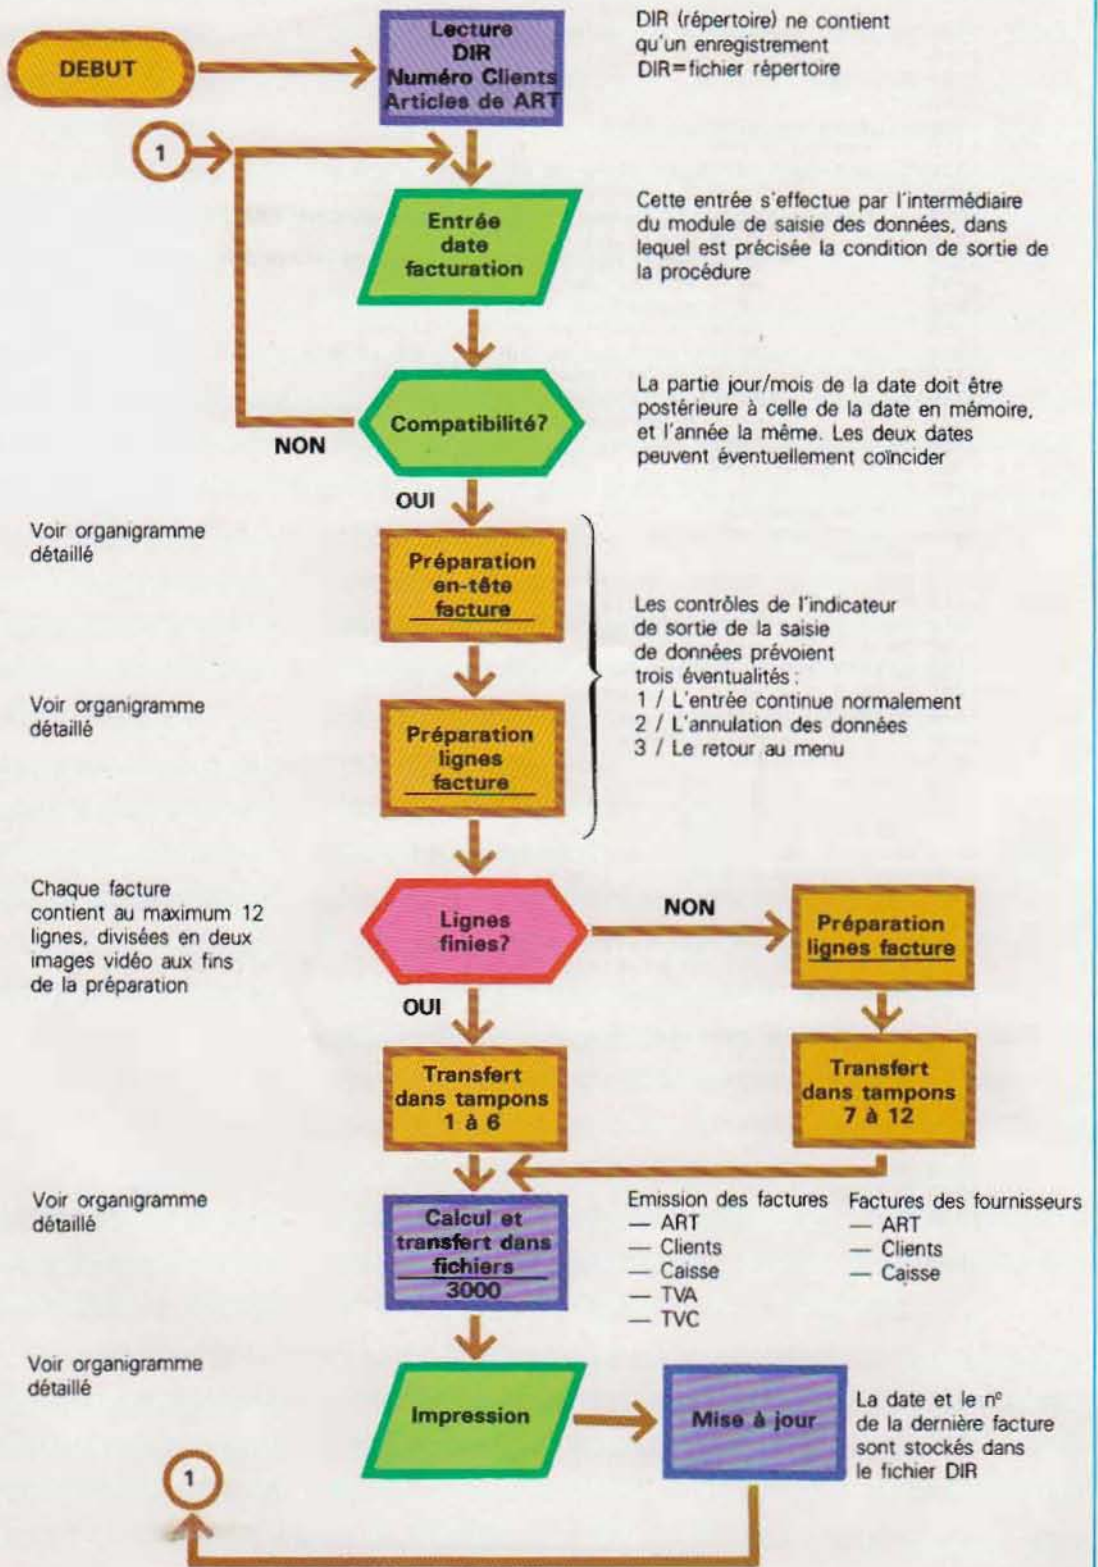 DEBUT
Lecture
DIR
Numéro Clients
Articles de ART
DIR (répertoire) ne contient
qu'un enregistrement
DIR=fichier répertoire
1
Entrée
date
facturation
Cette entrée s'effectue par l'intermédiaire
du module de saisie des données, dans
lequel est précisée la condition de sortie de
la procédure
Compatibilité?
NON
La partie jour/mois de la date doit être
postérieure à celle de la date en mémoire,
et l'année la même. Les deux dates
peuvent éventuellement coïncider
OUI
Voir organigramme
détaillé
Préparation
en-tête
facture
Les contrôles de l'indicateur
de sortie de la saisie
de données prévoient
trois éventualités :
1 / L'entrée continue normalement
2 / L'annulation des données
3 / Le retour au menu
Voir organigramme
détaillé
Préparation
lignes
facture
Chaque facture
contient au maximum 12
lignes, divisées en deux
images vidéo aux fins
de la préparation
Lignes
finies?
NON
Préparation
lignes facture
OUI
Transfert
dans tampons
1 à 6
Transfert
dans tampons
7 à 12
Voir organigramme
détaillé
Calcul et
transfert dans
fichiers
3000
Emission des factures
— ART
— Clients
— Caisse
— TVA
— TVC
Factures des fournisseurs
— ART
— Clients
— Caisse
Voir organigramme
détaillé
Impression
Mise à jour
La date et le nº
de la dernière facture
sont stockés dans
le fichier DIR
1